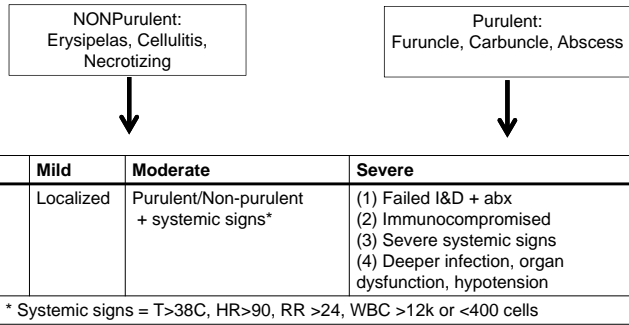 NONPurulent:
Erysipelas, Cellulitis,
Necrotizing
Purulent:
Furuncle, Carbuncle, Abscess
Mild
Moderate
Severe
Localized
Purulent/Non-purulent
+ systemic signs*
(1) Failed I&D + abx
(2) Immunocompromised
(3) Severe systemic signs
(4) Deeper infection, organ
dysfunction, hypotension
* Systemic signs = T>38C, HR>90, RR >24, WBC >12k or <400 cells